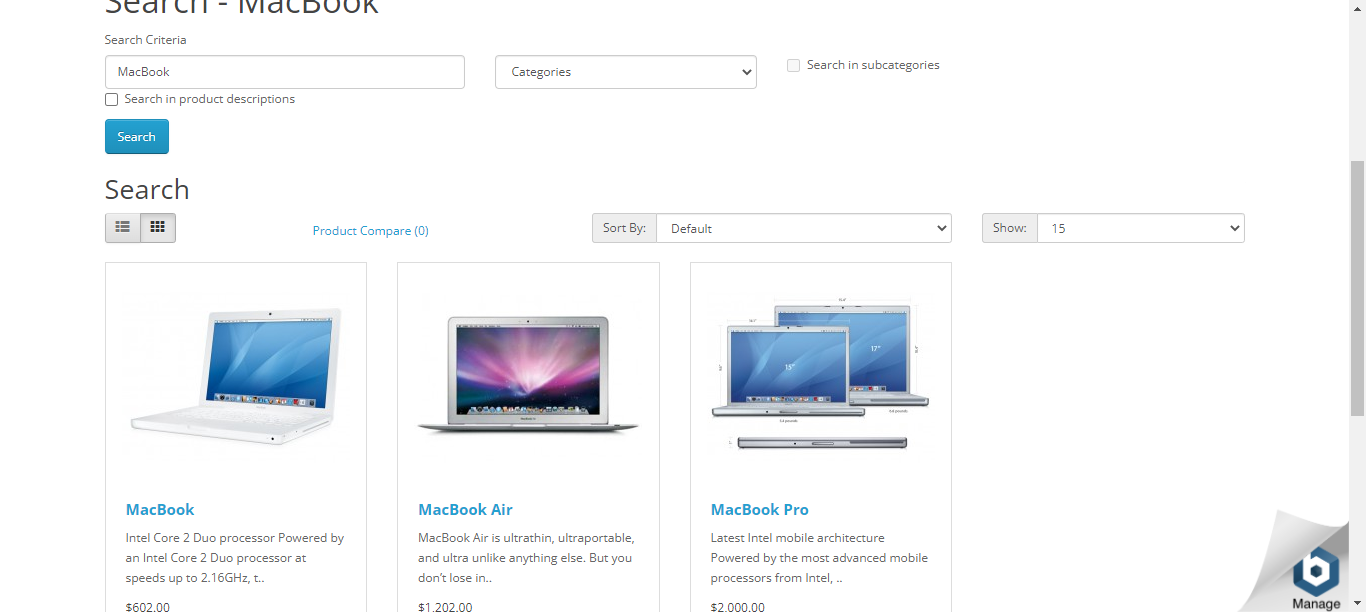 Search - MacBook
Search Criteria
MacBook
Categories
Search in subcategories
Search in product descriptions
Search
Search
Product Compare (0)
Sort By:
Default
Show:
15
15"
17"
MacBook
Intel Core 2 Duo processor Powered by
an Intel Core 2 Duo processor at
speeds up to 2.16GHz, t..
$602.00
MacBook Air
MacBook Air is ultrathin, ultraportable,
and ultra unlike anything else. But you
don’t lose in..
$1,202.00
MacBook Pro
Latest Intel mobile architecture
Powered by the most advanced mobile
processors from Intel, ..
$2,000.00
b
Manage